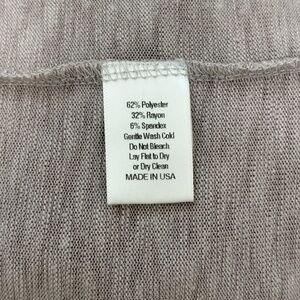 62% Polyester
32% Rayon
6% Spandex
Gentle Wash Cold
Do Not Bleach
Lay Flat to Dry
or Dry Clean
MADE IN USA